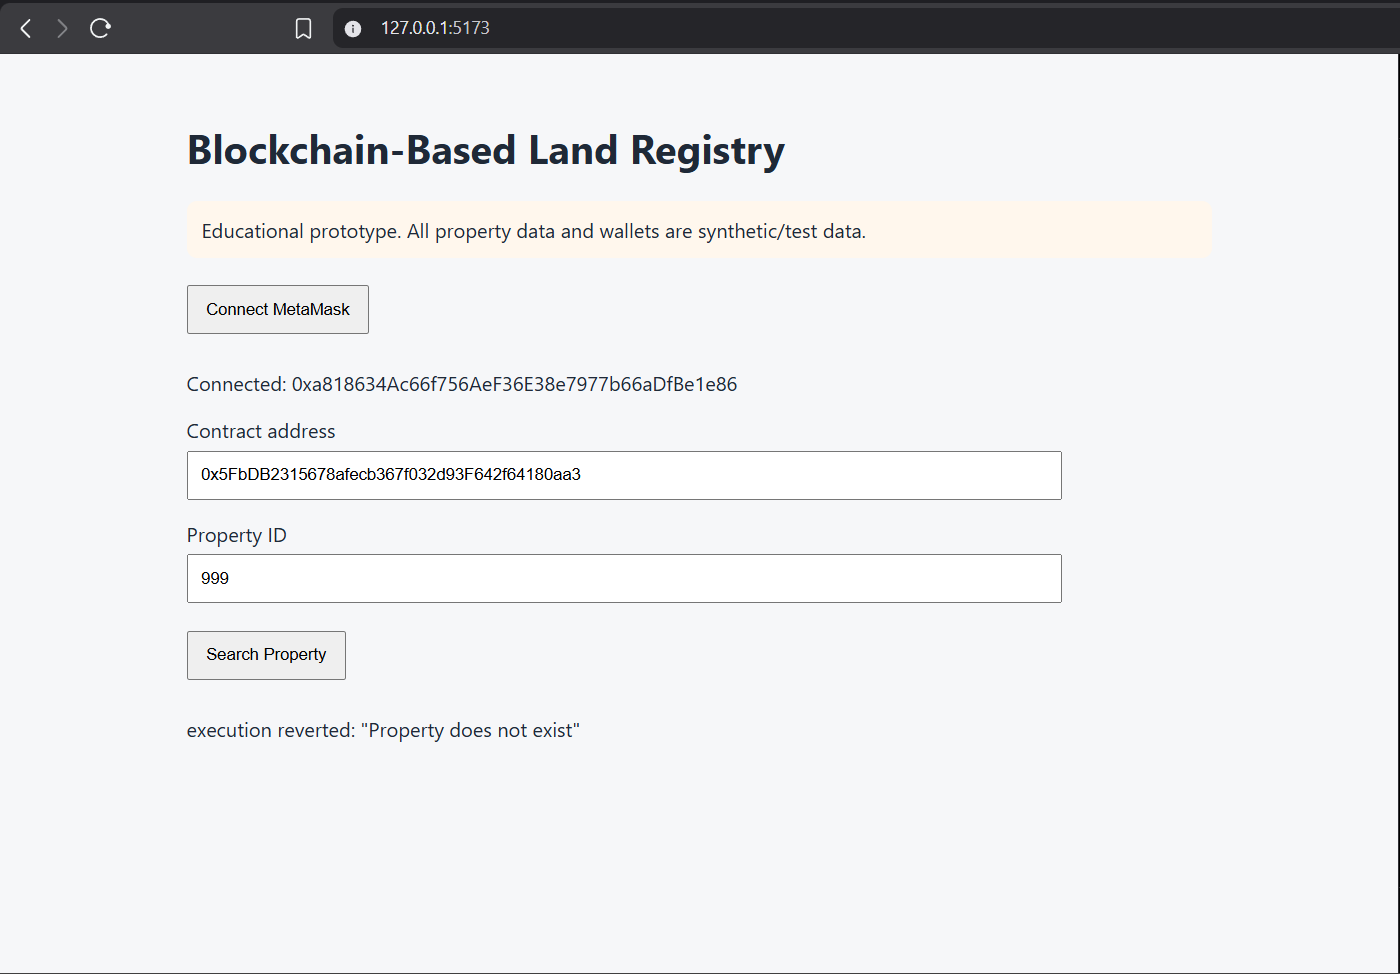 127.0.0.1:5173
Blockchain-Based Land Registry
Educational prototype. All property data and wallets are synthetic/test data.
Connect MetaMask
Connected: 0xa818634Ac66f756AeF36E38e7977b66aDfBe1e86
Contract address
0x5FbDB2315678afecb367f032d93F642f64180aa3
Property ID
999
Search Property
execution reverted: "Property does not exist"